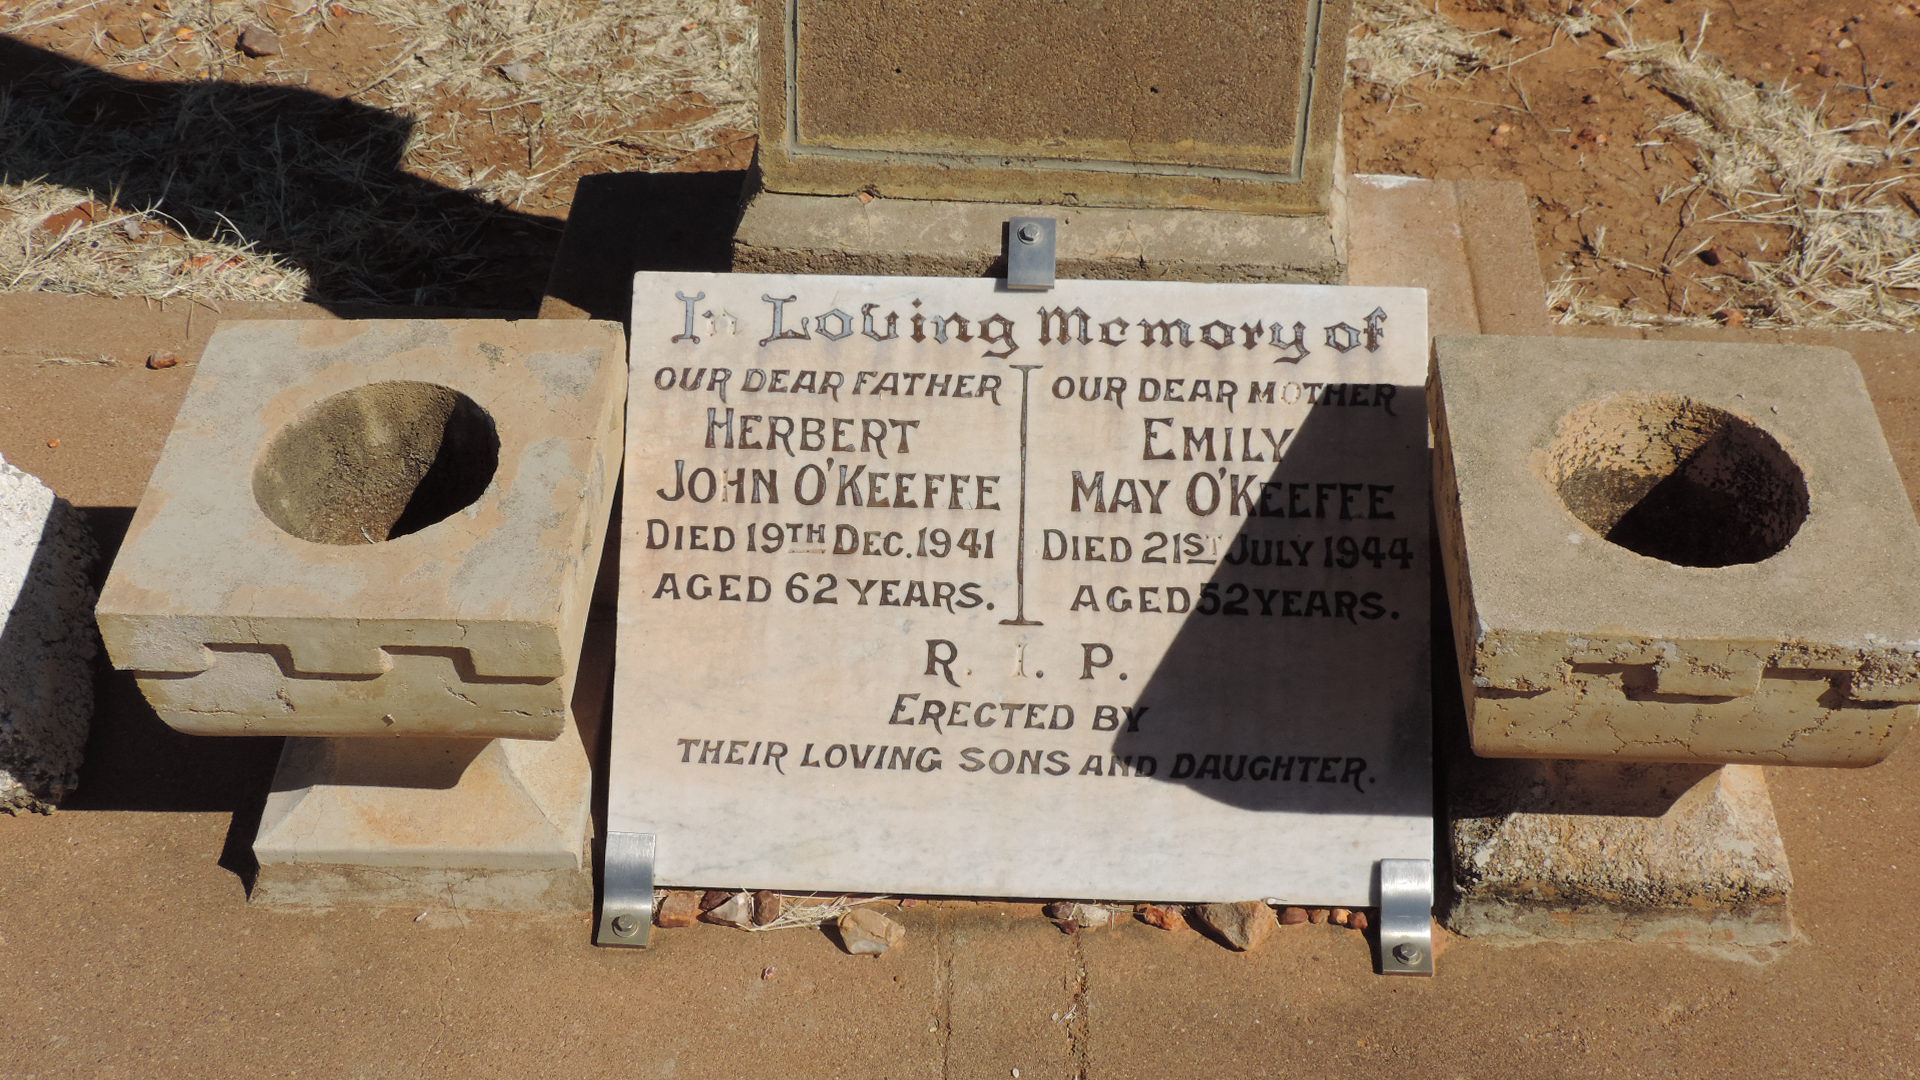 In Loving Memory of
OUR DEAR FATHER
HERBERT
JOHN O'KEEFFE
DIED 19TH DEC. 1941
AGED 62 YEARS.
OUR DEAR MOTHER
EMILY
MAY O'KEEFFE
DIED 21ST JULY 1944
AGED 52 YEARS.
R. I. P.
ERECTED BY
THEIR LOVING SONS AND DAUGHTER.